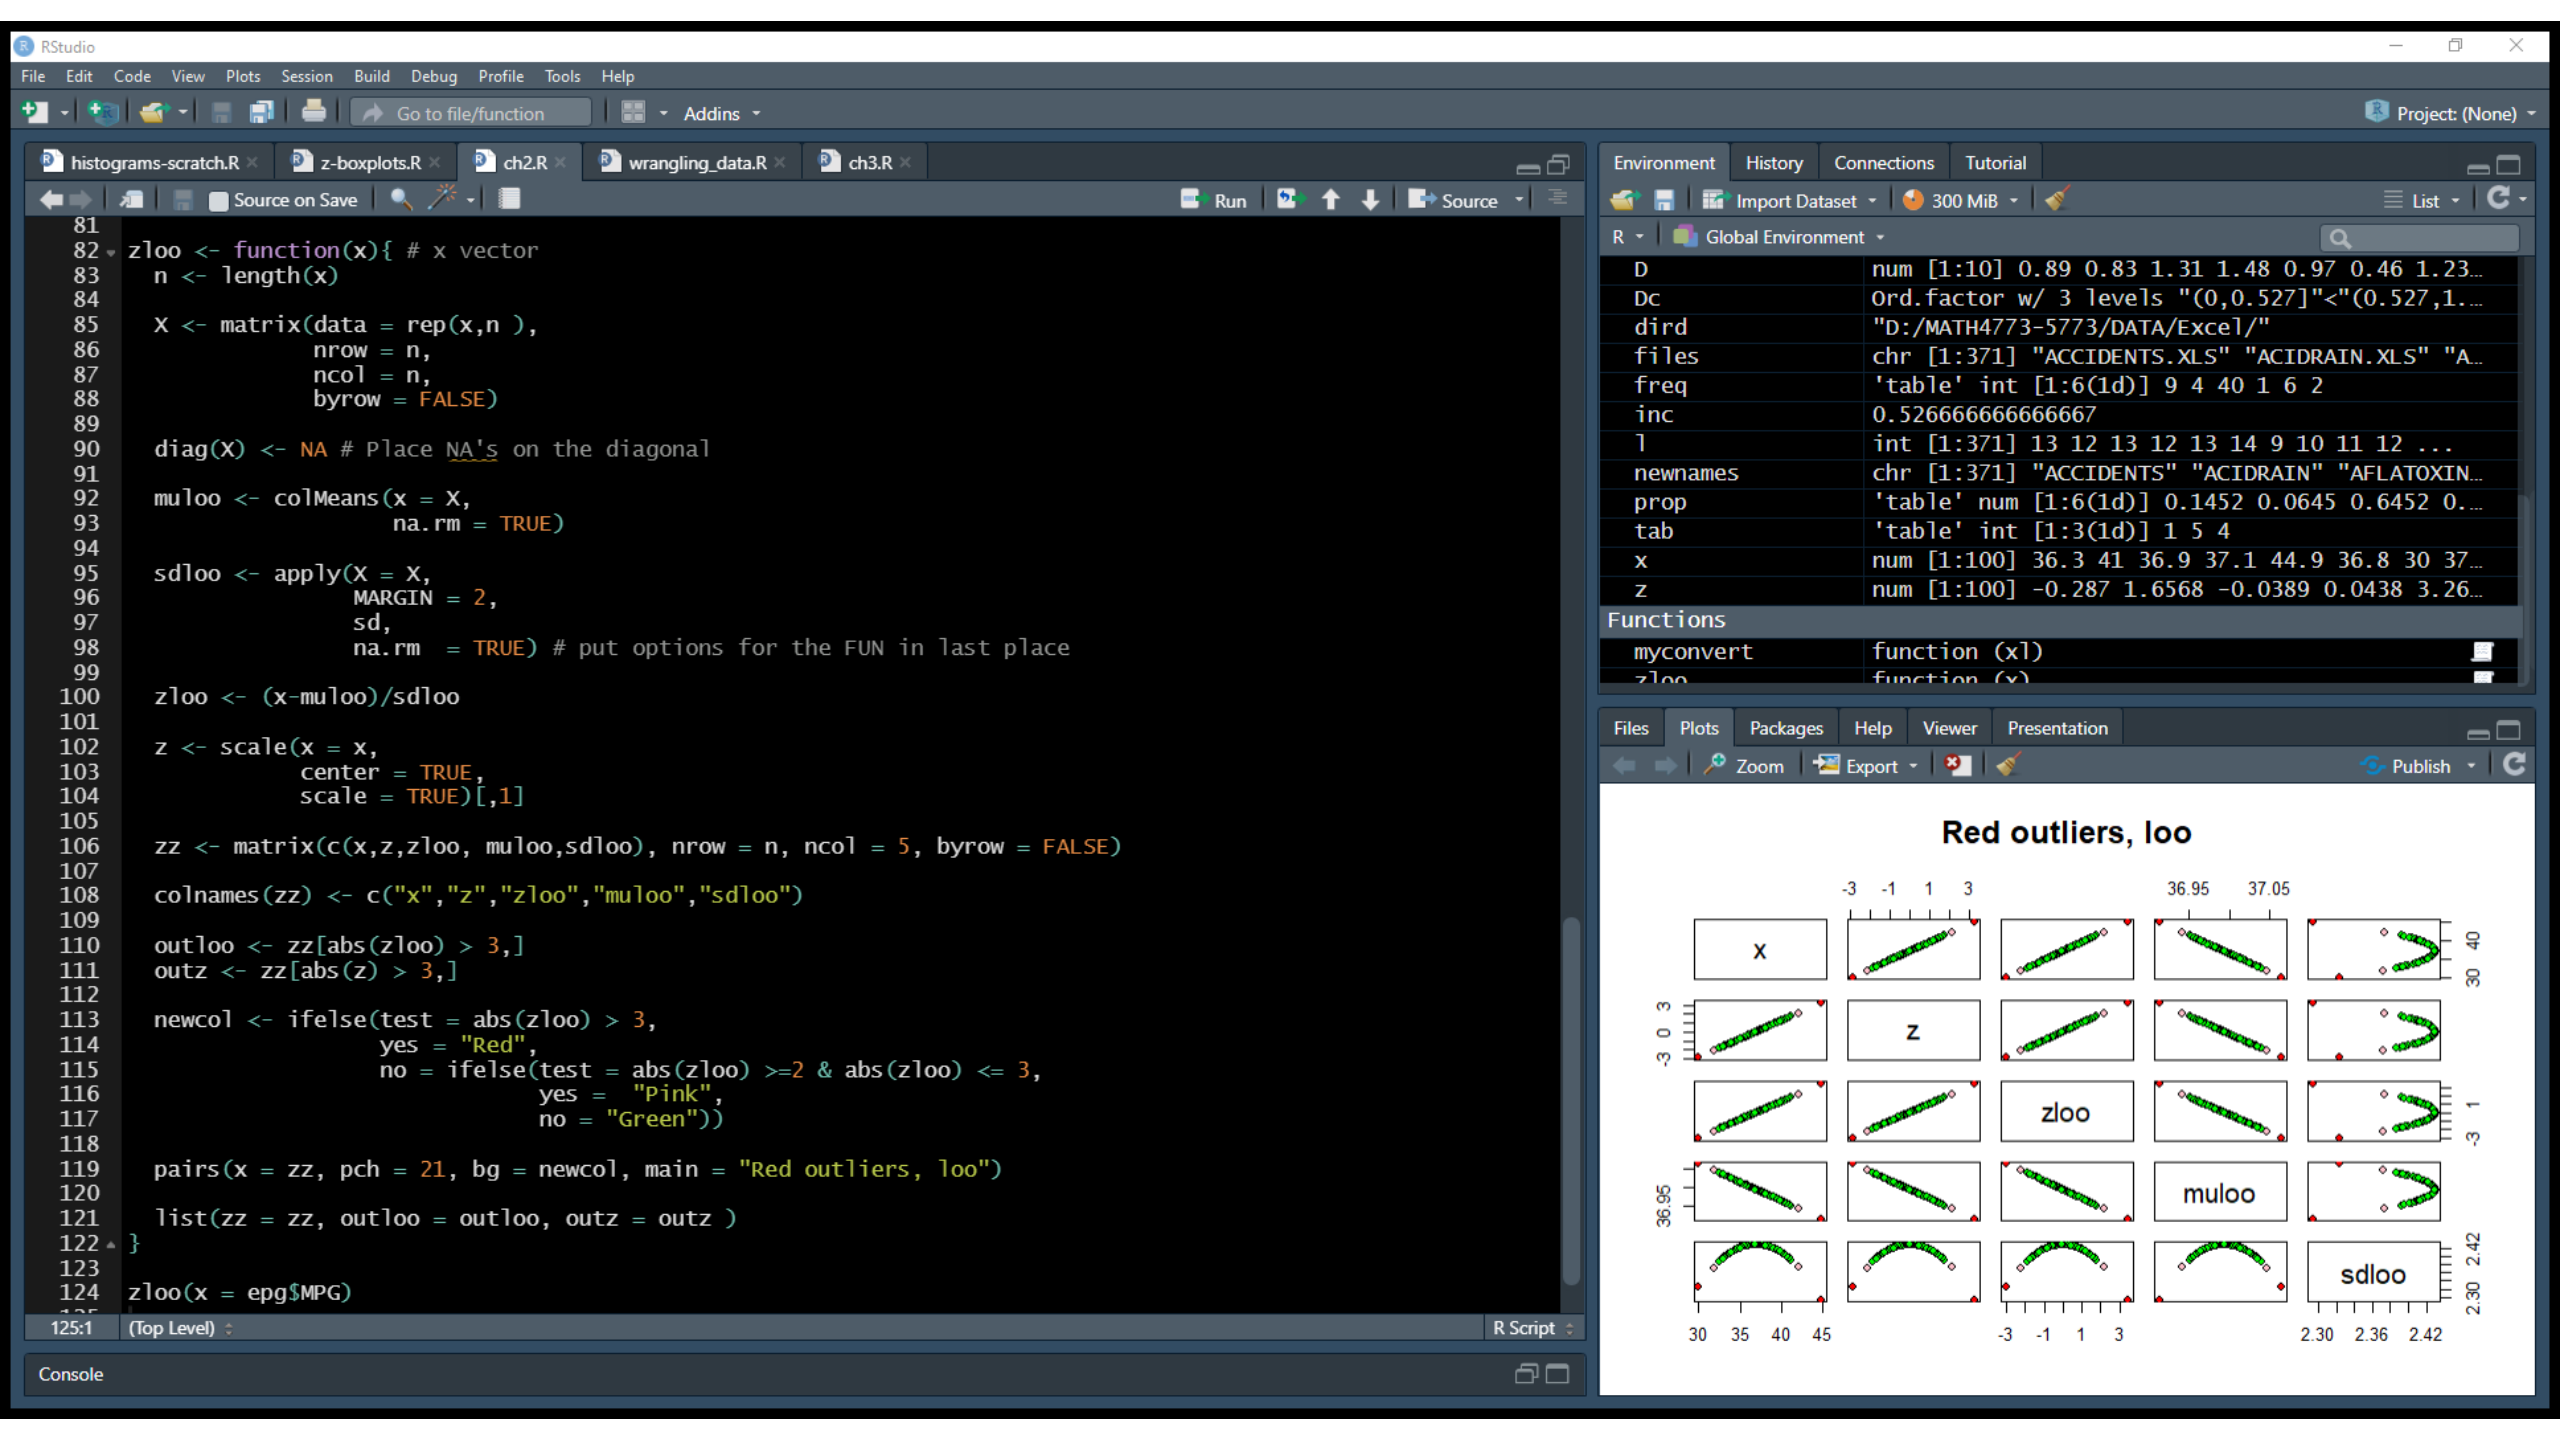 RStudio
File Edit Code View Plots Session Build Debug Profile Tools Help
Go to file/function Addins Project: (None)
histograms-scratch.R z-boxplots.R ch2.R wrangling_data.R ch3.R
Source on Save Run Source
81
82 zloo <- function(x){ # x vector
83 n <- length(x)
84
85 X <- matrix(data = rep(x,n ),
86 nrow = n,
87 ncol = n,
88 byrow = FALSE)
89
90 diag(X) <- NA # Place NA's on the diagonal
91
92 muloo <- colMeans(x = X,
93 na.rm = TRUE)
94
95 sdloo <- apply(X = X,
96 MARGIN = 2,
97 sd,
98 na.rm  = TRUE) # put options for the FUN in last place
99
100 zloo <- (x-muloo)/sdloo
101
102 z <- scale(x = x,
103 center = TRUE,
104 scale = TRUE)[,1]
105
106 zz <- matrix(c(x,z,zloo, muloo,sdloo), nrow = n, ncol = 5, byrow = FALSE)
107
108 colnames(zz) <- c("x","z","zloo","muloo","sdloo")
109
110 outloo <- zz[abs(zloo) > 3,]
111 outz <- zz[abs(z) > 3,]
112
113 newcol <- ifelse(test = abs(zloo) > 3,
114 yes = "Red",
115 no = ifelse(test = abs(zloo) >=2 & abs(zloo) <= 3,
116 yes =  "Pink",
117 no = "Green"))
118
119 pairs(x = zz, pch = 21, bg = newcol, main = "Red outliers, loo")
120
121 list(zz = zz, outloo = outloo, outz = outz )
122 }
123
124 zloo(x = epg$MPG)
125:1 (Top Level) R Script
Console
Environment History Connections Tutorial
Import Dataset 300 MiB List
R Global Environment
D num [1:10] 0.89 0.83 1.31 1.48 0.97 0.46 1.23…
Dc Ord.factor w/ 3 levels "(0,0.527]"<"(0.527,1.…
dird "D:/MATH4773-5773/DATA/Excel/"
files chr [1:371] "ACCIDENTS.XLS" "ACIDRAIN.XLS" "A…
freq 'table' int [1:6(1d)] 9 4 40 1 6 2
inc 0.526666666666667
l int [1:371] 13 12 13 12 13 14 9 10 11 12 ...
newnames chr [1:371] "ACCIDENTS" "ACIDRAIN" "AFLATOXIN…
prop 'table' num [1:6(1d)] 0.1452 0.0645 0.6452 0.…
tab 'table' int [1:3(1d)] 1 5 4
x num [1:100] 36.3 41 36.9 37.1 44.9 36.8 30 37…
z num [1:100] -0.287 1.6568 -0.0389 0.0438 3.26…
Functions
myconvert function (xl)
zloo function (x)
Files Plots Packages Help Viewer Presentation
Zoom Export Publish
Red outliers, loo
-3 -1 1 3 36.95 37.05
x 30 40
-3 0 3 z
zloo -3 1
36.95 muloo
sdloo 2.30 2.42
30 35 40 45 -3 -1 1 3 2.30 2.36 2.42